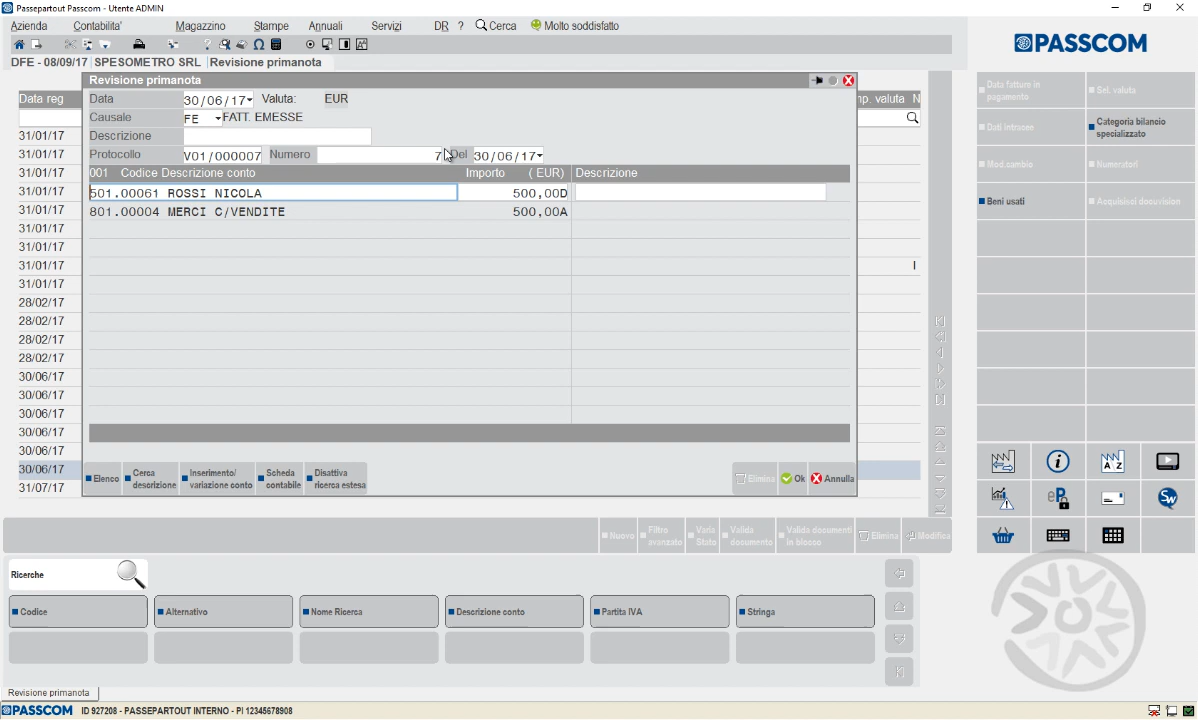 Passepartout Passcom - Utente ADMIN
Azienda Contabilita' Magazzino Stampe Annuali Servizi DR ? Cerca Molto soddisfatto
DFE - 08/09/17 SPESOMETRO SRL Revisione primanota
PASSCOM
Revisione primanota
Data reg
Data 30/06/17 Valuta: EUR
np. valuta N
Causale FE FATT. EMESSE
Descrizione
Protocollo V01/000007 Numero 7 Del 30/06/17
001 Codice Descrizione conto Importo ( EUR) Descrizione
501.00061 ROSSI NICOLA 500,00D
801.00004 MERCI C/VENDITE 500,00A
31/01/17
31/01/17
31/01/17
31/01/17
31/01/17
31/01/17
31/01/17
31/01/17 I
31/01/17
28/02/17
28/02/17
28/02/17
28/02/17
30/06/17
30/06/17
30/06/17
30/06/17
30/06/17
30/06/17
31/07/17
Elenco
Cerca descrizione
Inserimento/ variazione conto
Scheda contabile
Disattiva ricerca estesa
Elimina
Ok
Annulla
Data fatture in pagamento
Sel. valuta
Dati intracee
Categoria bilancio specializzato
Mod.cambio
Numeratori
Beni usati
Acquisisci docuvision
Nuovo
Filtro avanzato
Varia Stato
Valida documento
Valida documenti in blocco
Elimina
Modifica
Ricerche
Codice
Alternativo
Nome Ricerca
Descrizione conto
Partita IVA
Stringa
Revisione primanota
PASSCOM ID 927208 - PASSEPARTOUT INTERNO - PI 12345678908